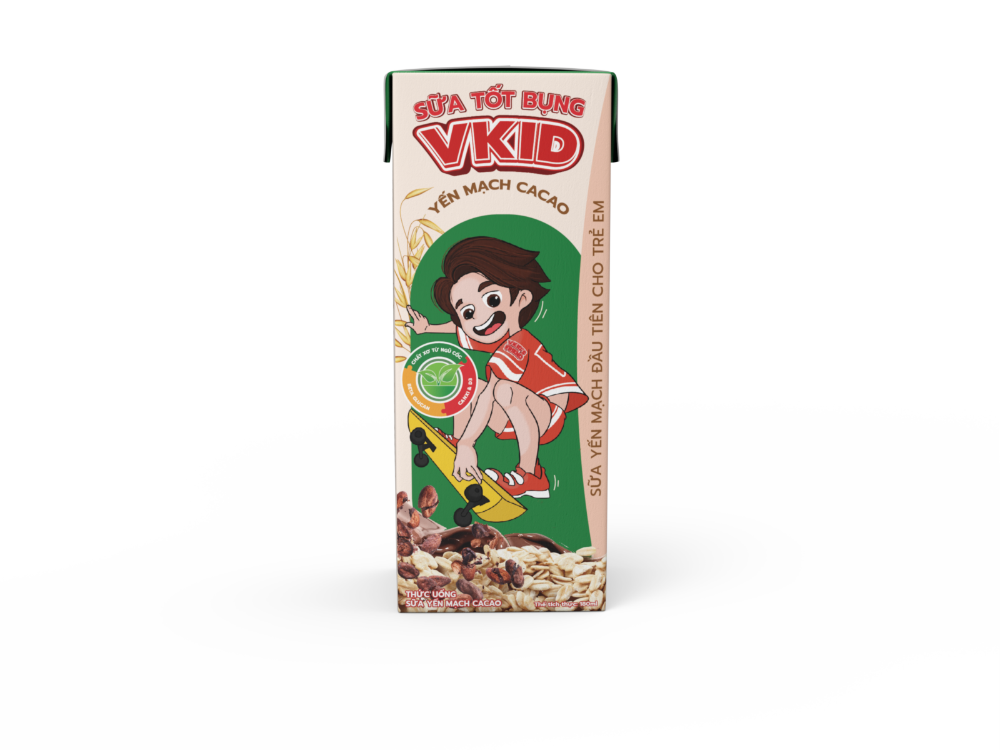 SỮA TỐT BỤNG
VKID
YẾN MẠCH CACAO
SỮA YẾN MẠCH ĐẦU TIÊN CHO TRẺ EM
CHẤT XƠ TỪ NGŨ CỐC
BETA GLUCAN
CANXI & D3
THỨC UỐNG
SỮA YẾN MẠCH CACAO
Thể tích thực: 180ml